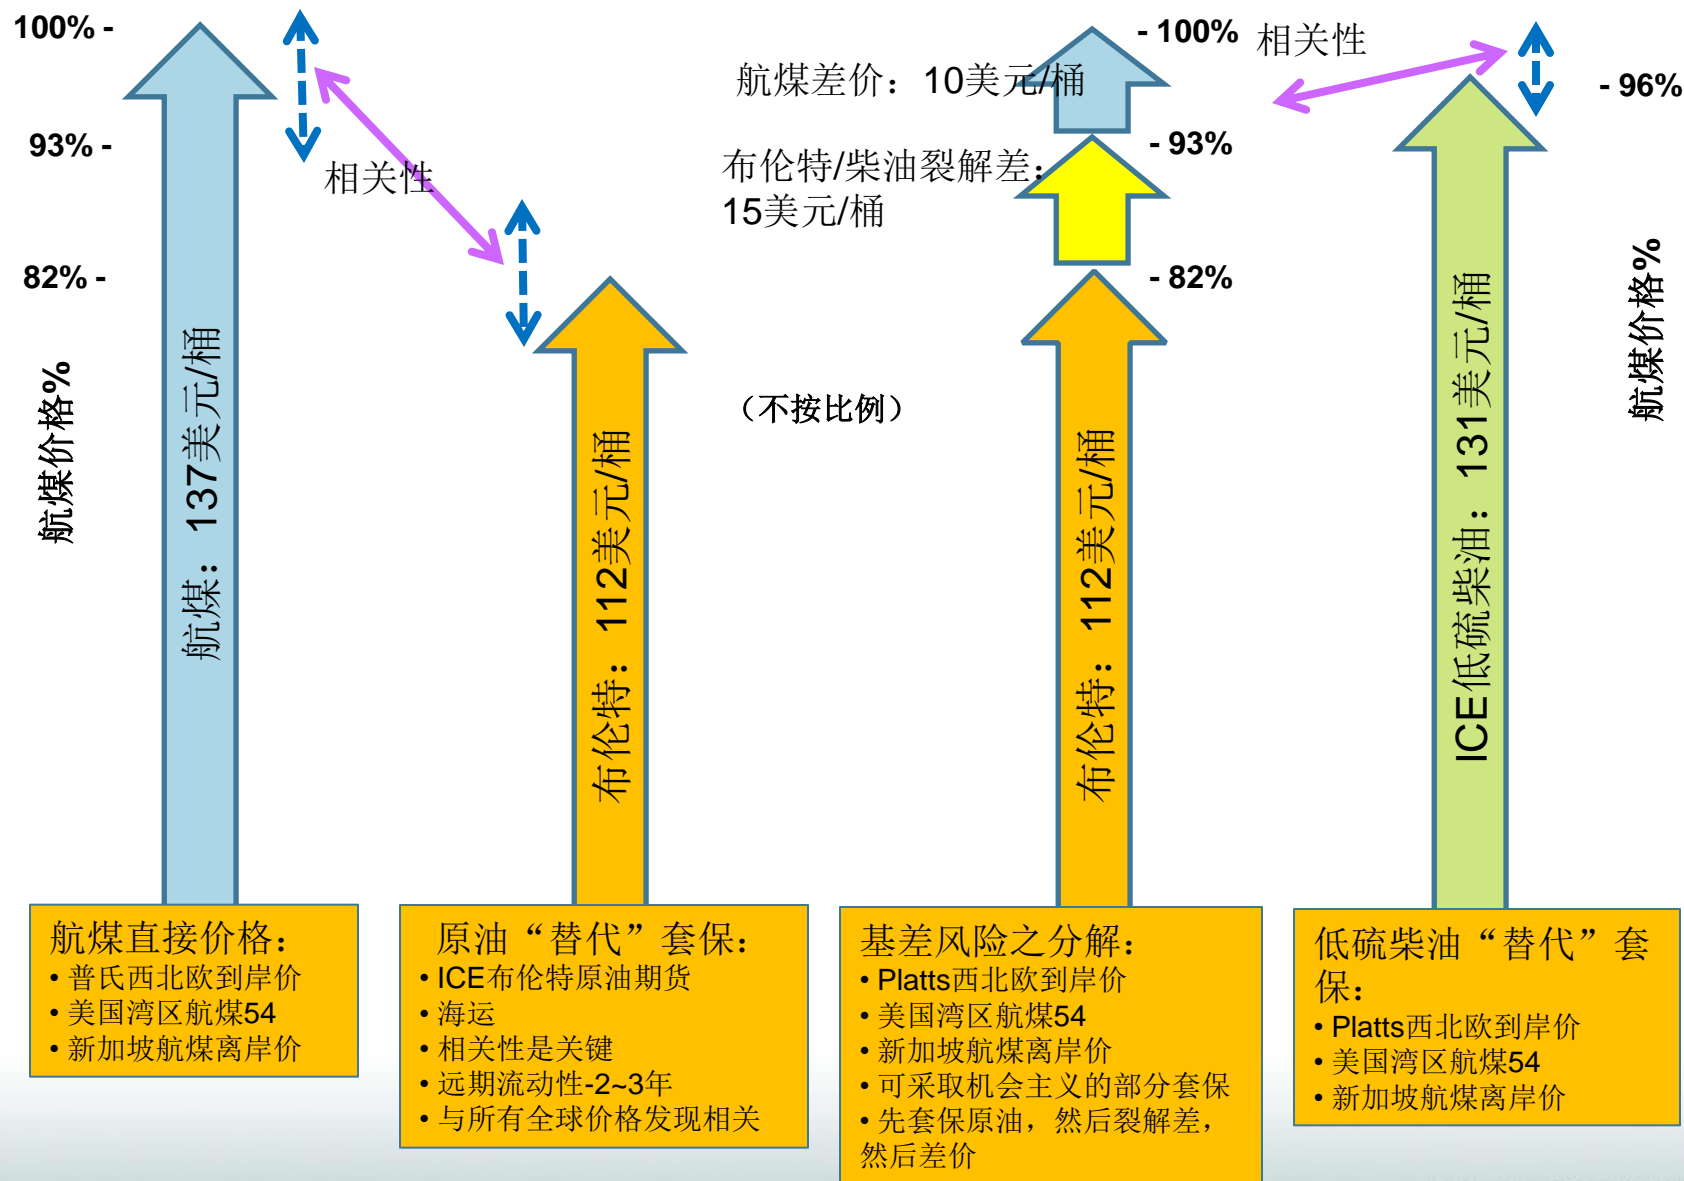 100% -
93% -
82% -
航煤价格%
航煤：137美元/桶
相关性
布伦特：112美元/桶
航煤差价：10美元/桶
布伦特/柴油裂解差：
15美元/桶
（不按比例）
- 100%
- 93%
- 82%
布伦特：112美元/桶
相关性
- 96%
ICE低硫柴油：131美元/桶
航煤价格%
航煤直接价格：
• 普氏西北欧到岸价
• 美国湾区航煤54
• 新加坡航煤离岸价
原油“替代”套保：
• ICE布伦特原油期货
• 海运
• 相关性是关键
• 远期流动性-2~3年
• 与所有全球价格发现相关
基差风险之分解：
• Platts西北欧到岸价
• 美国湾区航煤54
• 新加坡航煤离岸价
• 可采取机会主义的部分套保
• 先套保原油，然后裂解差，
然后差价
低硫柴油“替代”套
保：
• Platts西北欧到岸价
• 美国湾区航煤54
• 新加坡航煤离岸价